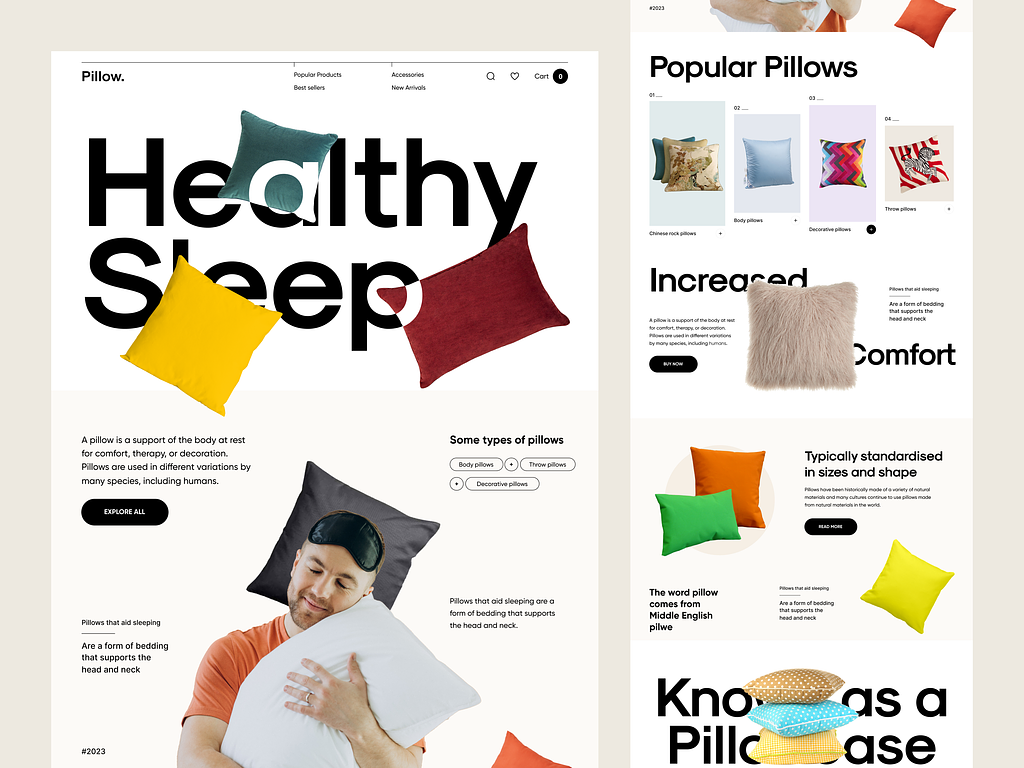 Pillow.
Popular Products
Best sellers
Accessories
New Arrivals
Cart 0
Healthy
Sleep
A pillow is a support of the body at rest
for comfort, therapy, or decoration.
Pillows are used in different variations by
many species, including humans.
EXPLORE ALL
Some types of pillows
Body pillows + Throw pillows
+ Decorative pillows
Pillows that aid sleeping are a
form of bedding that supports
the head and neck.
Pillows that aid sleeping
Are a form of bedding
that supports the
head and neck
#2023
#2023
Popular Pillows
01
Chinese rock pillows +
02
Body pillows +
03
Decorative pillows +
04
Throw pillows +
Increased
A pillow is a support of the body at rest
for comfort, therapy, or decoration.
Pillows are used in different variations
by many species, including humans.
BUY NOW
Pillows that aid sleeping
Are a form of bedding
that supports the
head and neck
Comfort
Typically standardised
in sizes and shape
Pillows have been historically made of a variety of natural
materials and many cultures continue to use pillows made
from natural materials in the world.
READ MORE
The word pillow
comes from
Middle English
pilwe
Pillows that aid sleeping
Are a form of bedding
that supports the
head and neck
Known as a
Pillowcase